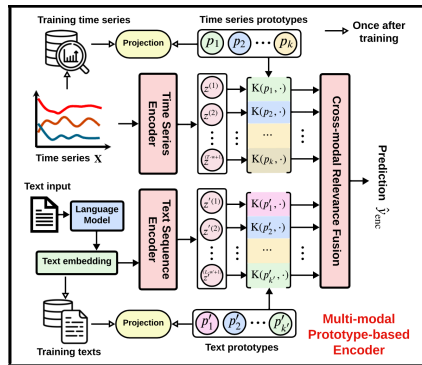 Training time series
Time series prototypes
Once after
training
Projection
p₁ p₂ ··· pₖ
Time series X
Time Series
Encoder
z⁽¹⁾
z⁽²⁾
K(p₁, ·)
K(p₂, ·)
...
K(pₖ, ·)
Text input
Language
Model
Text embedding
Text Sequence
Encoder
z′⁽¹⁾
z′⁽²⁾
K(p′₁, ·)
K(p′₂, ·)
...
K(p′ₖ′, ·)
Cross-modal Relevance Fusion
Prediction
ŷenc
Training texts
Projection
p′₁ p′₂ ··· p′ₖ′
Text prototypes
Multi-modal
Prototype-based
Encoder